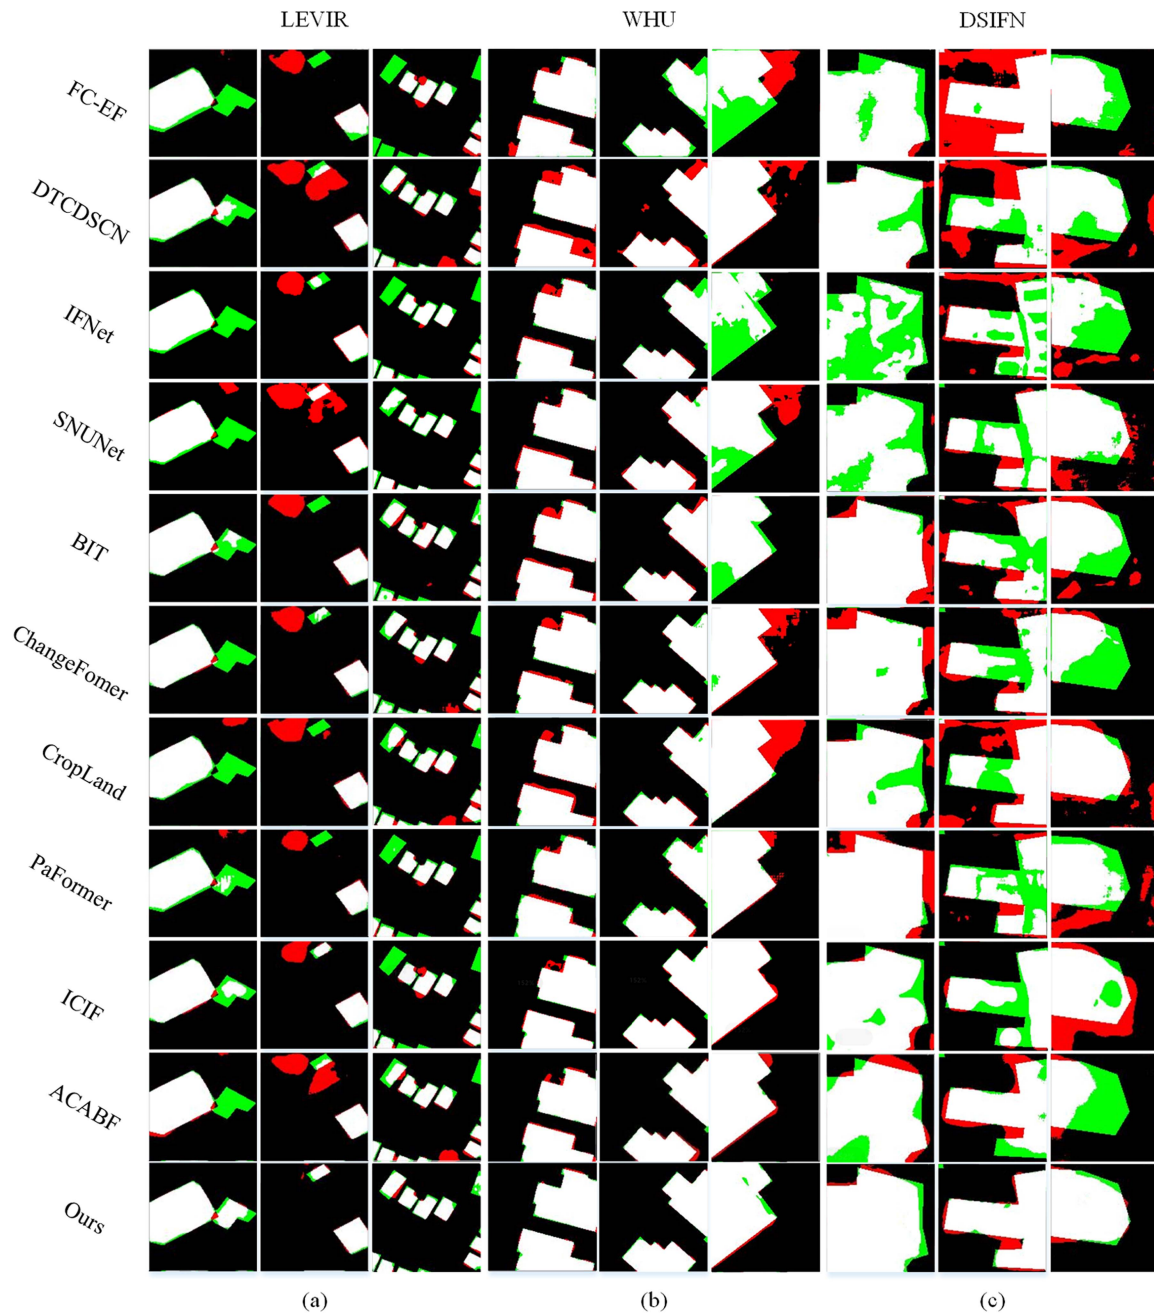 LEVIR WHU DSIFN
FC-EF
DTCDSCN
IFNet
SNUNet
BIT
ChangeFomer
CropLand
PaFormer
ICIF
ACABF
Ours
(a) (b) (c)